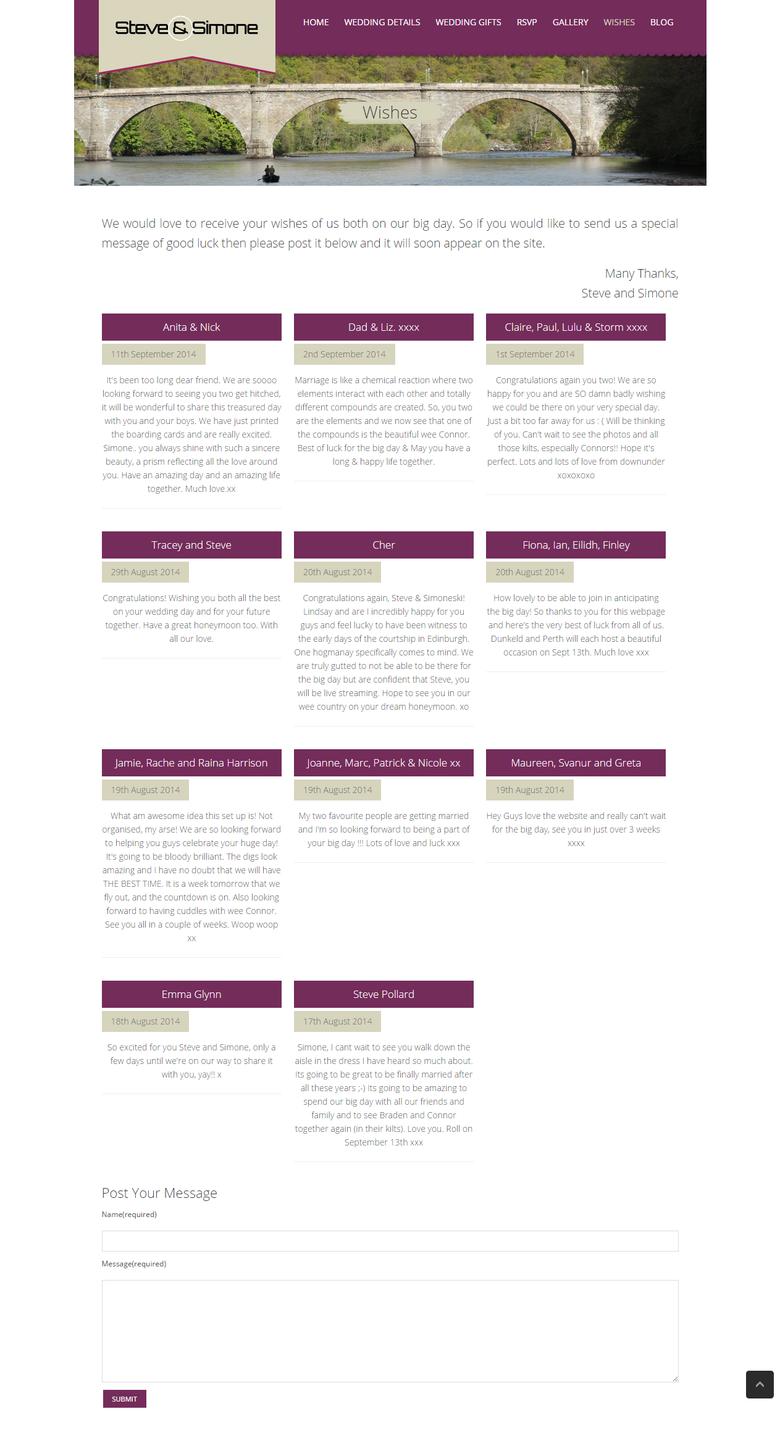 Steve & Simone
HOME WEDDING DETAILS WEDDING GIFTS RSVP GALLERY WISHES BLOG
Wishes
We would love to receive your wishes of us both on our big day. So if you would like to send us a special
message of good luck then please post it below and it will soon appear on the site.
Many Thanks,
Steve and Simone
Anita & Nick
11th September 2014
It's been too long dear friend. We are soooo
looking forward to seeing you two get hitched,
it will be wonderful to share this treasured day
with you and your boys. We have just printed
the boarding cards and are really excited.
Simone.. you always shine with such a sincere
beauty, a prism reflecting all the love around
you. Have an amazing day and an amazing life
together. Much love.xx
Dad & Liz. xxxx
2nd September 2014
Marriage is like a chemical reaction where two
elements interact with each other and totally
different compounds are created. So, you two
are the elements and we now see that one of
the compounds is the beautiful wee Connor.
Best of luck for the big day & May you have a
long & happy life together.
Claire, Paul, Lulu & Storm xxxx
1st September 2014
Congratulations again you two! We are so
happy for you and are SO damn badly wishing
we could be there on your very special day.
Just a bit too far away for us : ( Will be thinking
of you. Can't wait to see the photos and all
those kilts, especially Connors!! Hope it's
perfect. Lots and lots of love from downunder
xoxoxoxo
Tracey and Steve
29th August 2014
Congratulations! Wishing you both all the best
on your wedding day and for your future
together. Have a great honeymoon too. With
all our love.
Cher
20th August 2014
Congratulations again, Steve & Simoneski!
Lindsay and are I incredibly happy for you
guys and feel lucky to have been witness to
the early days of the courtship in Edinburgh.
One hogmanay specifically comes to mind. We
are truly gutted to not be able to be there for
the big day but are confident that Steve, you
will be live streaming. Hope to see you in our
wee country on your dream honeymoon. xo
Fiona, Ian, Eilidh, Finley
20th August 2014
How lovely to be able to join in anticipating
the big day! So thanks to you for this webpage
and here's the very best of luck from all of us.
Dunkeld and Perth will each host a beautiful
occasion on Sept 13th. Much love xxx
Jamie, Rache and Raina Harrison
19th August 2014
What am awesome idea this set up is! Not
organised, my arse! We are so looking forward
to helping you guys celebrate your huge day!
It's going to be bloody brilliant. The digs look
amazing and I have no doubt that we will have
THE BEST TIME. It is a week tomorrow that we
fly out, and the countdown is on. Also looking
forward to having cuddles with wee Connor.
See you all in a couple of weeks. Woop woop
xx
Joanne, Marc, Patrick & Nicole xx
19th August 2014
My two favourite people are getting married
and I'm so looking forward to being a part of
your big day !!! Lots of love and luck xxx
Maureen, Svanur and Greta
19th August 2014
Hey Guys love the website and really can't wait
for the big day, see you in just over 3 weeks
xxxx
Emma Glynn
18th August 2014
So excited for you Steve and Simone, only a
few days until we're on our way to share it
with you, yay!! x
Steve Pollard
17th August 2014
Simone, I cant wait to see you walk down the
aisle in the dress I have heard so much about.
Its going to be great to be finally married after
all these years ;-) Its going to be amazing to
spend our big day with all our friends and
family and to see Braden and Connor
together again (in their kilts). Love you. Roll on
September 13th xxx
Post Your Message
Name(required)
Message(required)
SUBMIT